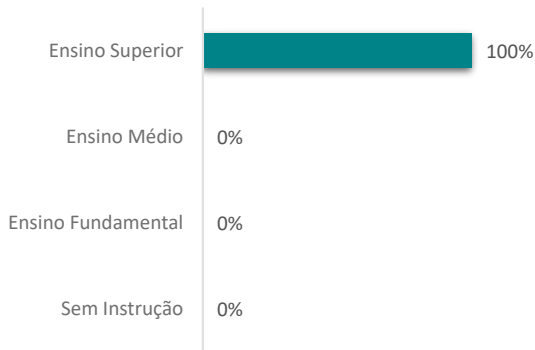 Ensino Superior 100%
Ensino Médio 0%
Ensino Fundamental 0%
Sem Instrução 0%